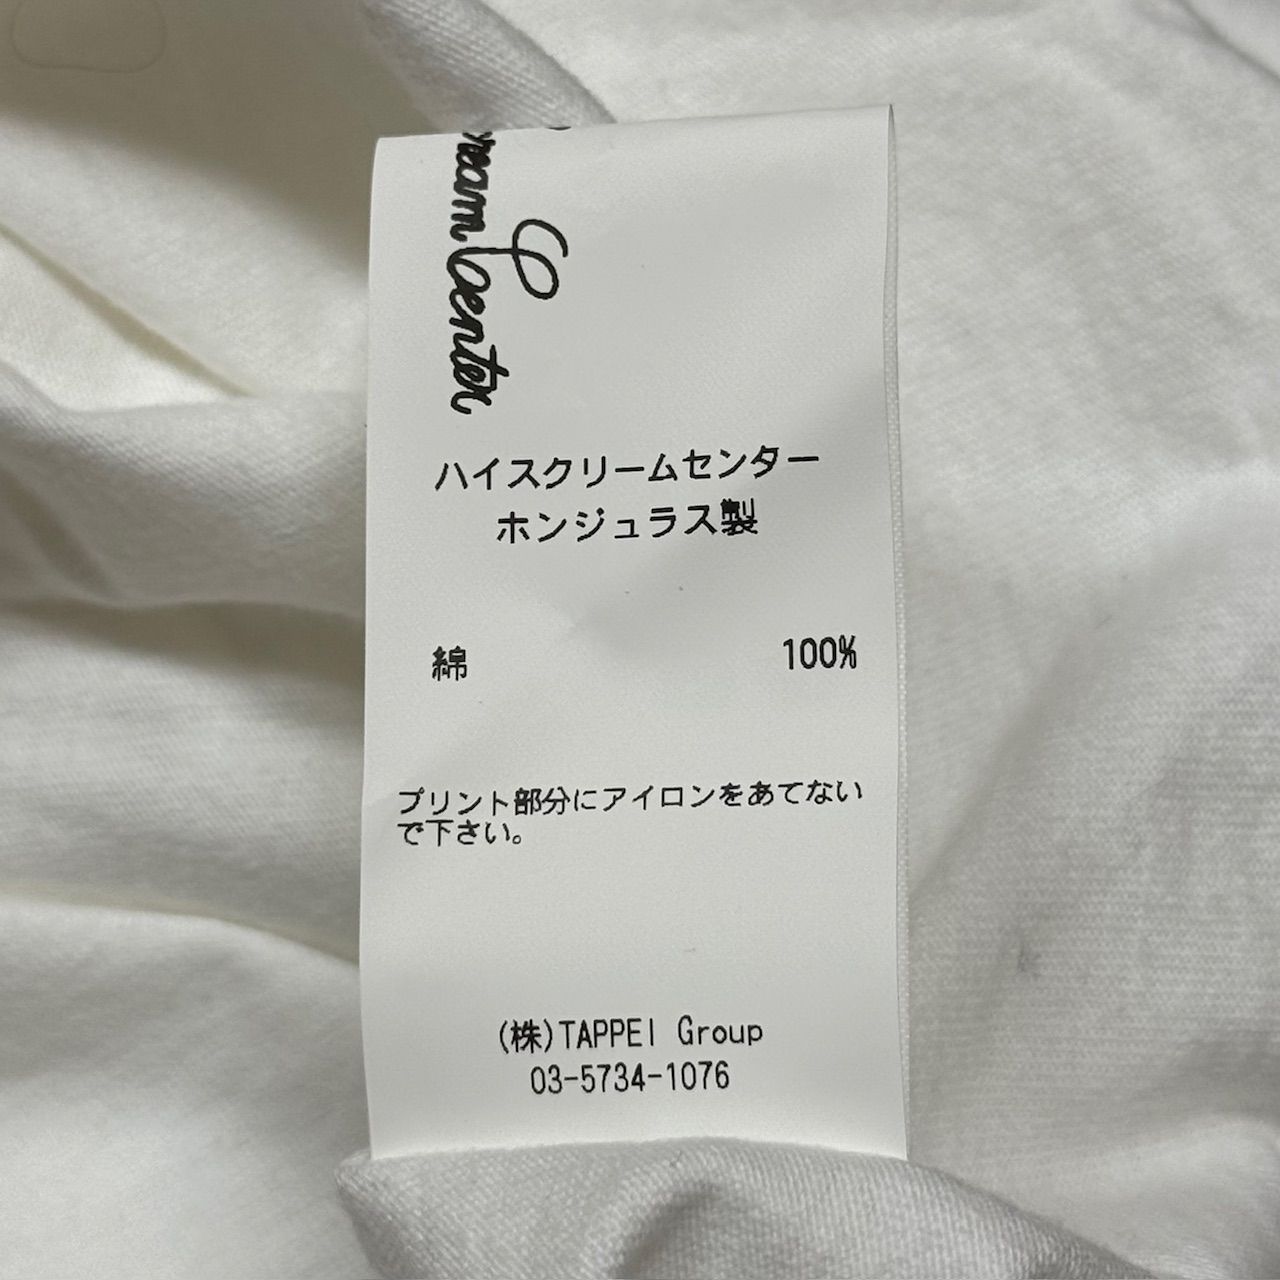 Center
ハイスクリームセンター
ホンジュラス製
綿 100%
プリント部分にアイロンをあてない
で下さい。
(株)TAPPEI Group
03-5734-1076